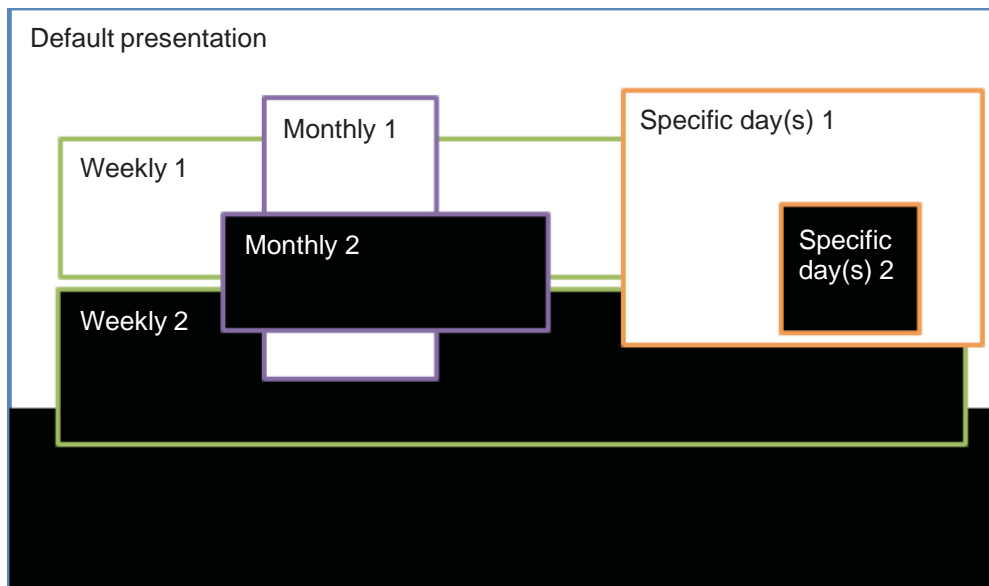 Default presentation
Monthly 1
Specific day(s) 1
Weekly 1
Monthly 2
Specific
day(s) 2
Weekly 2